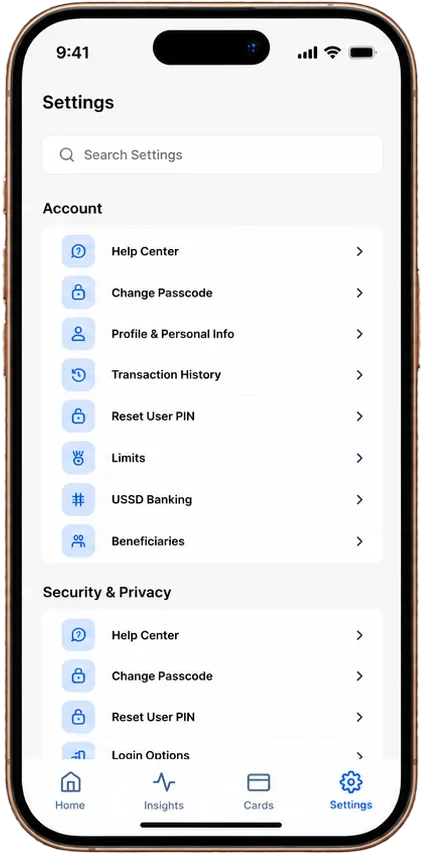 9:41
Settings
Search Settings
Account
Help Center
Change Passcode
Profile & Personal Info
Transaction History
Reset User PIN
Limits
USSD Banking
Beneficiaries
Security & Privacy
Help Center
Change Passcode
Reset User PIN
Login Options
Home Insights Cards Settings